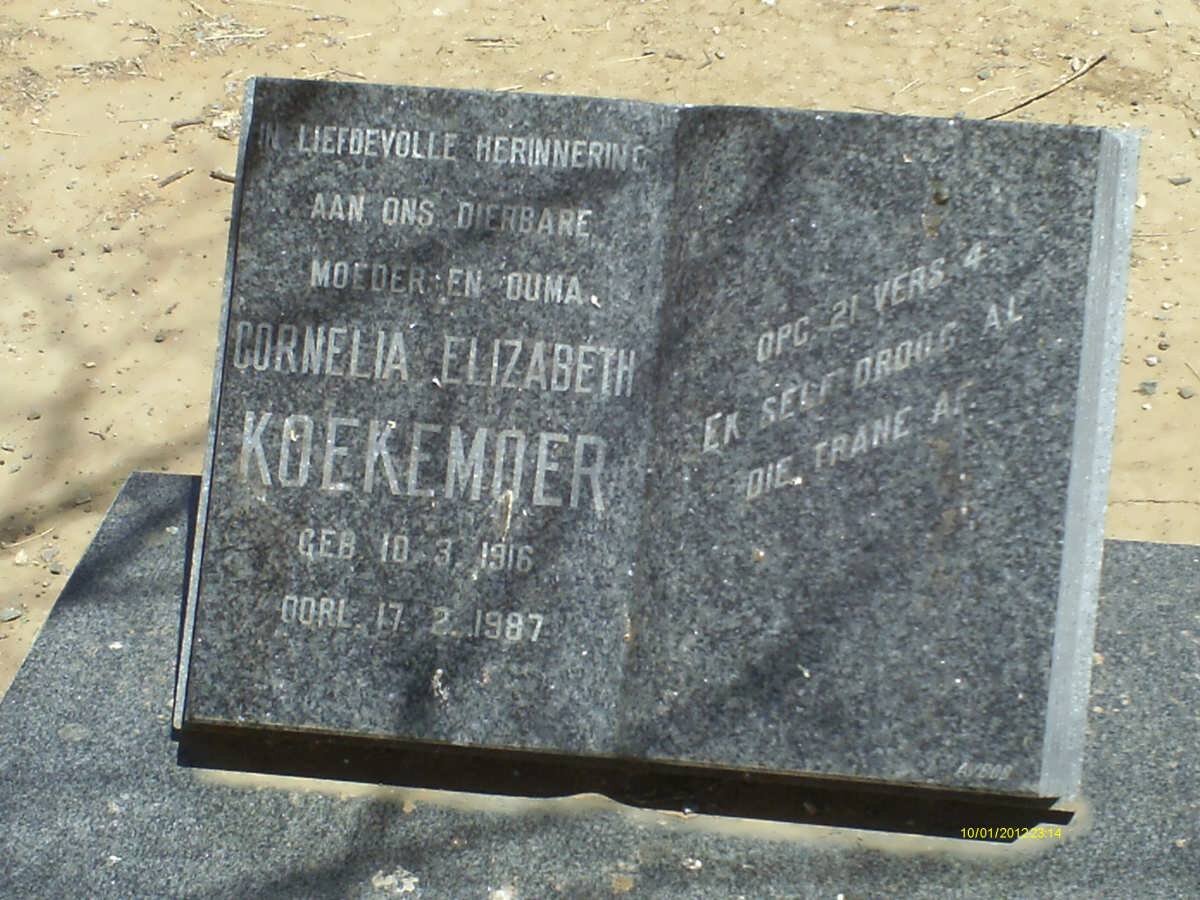 IN LIEFDEVOLLE HERINNERING
AAN ONS DIERBARE
MOEDER EN OUMA
CORNELIA ELIZABETH
KOEKEMOER
GEB. 10. 3. 1916
OORL. 17. 2. 1987
OPG. 21 VERS 4
EK SELF DROOG AL
DIE TRANE AF
10/01/2012 23:14